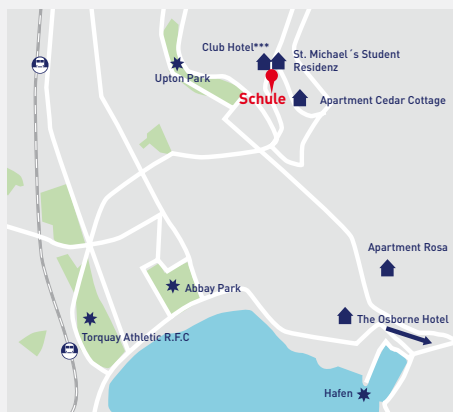 Club Hotel***
St. Michael´s Student
Residenz
Upton Park
Schule
Apartment Cedar Cottage
Apartment Rosa
Abbay Park
The Osborne Hotel
Torquay Athletic R.F.C
Hafen